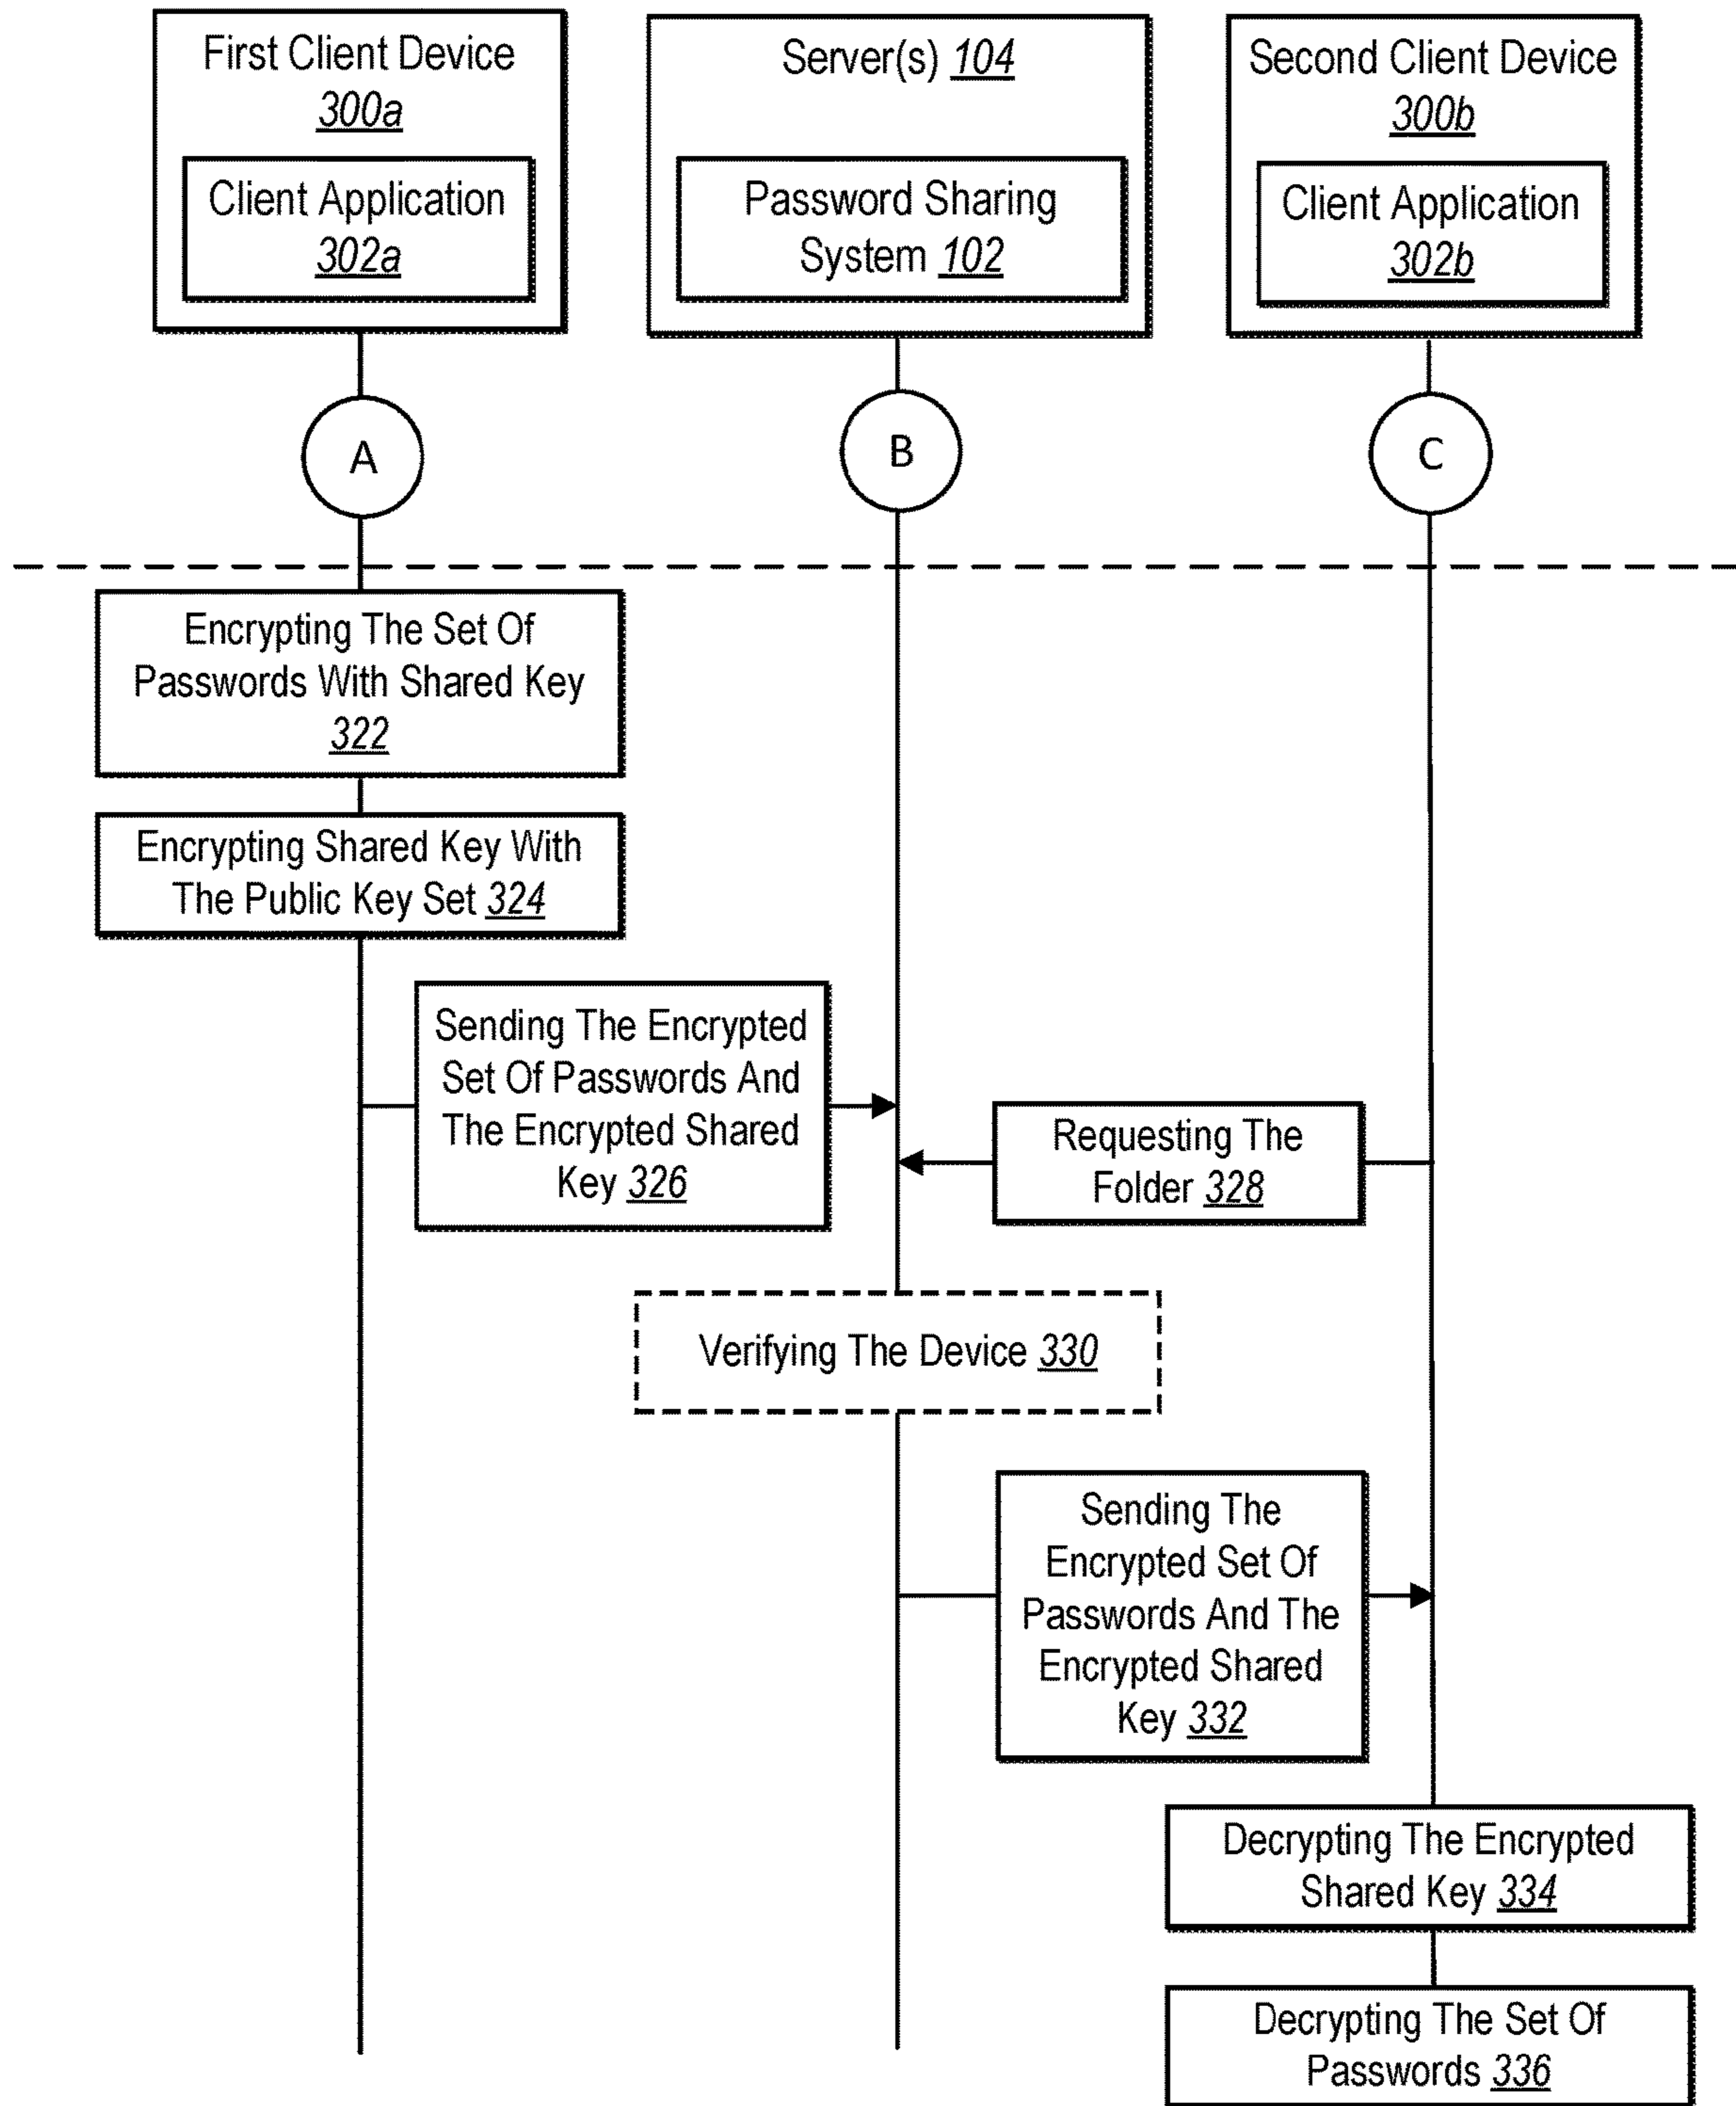 First Client Device
300a
Client Application
302a
Server(s) 104
Password Sharing
System 102
Second Client Device
300b
Client Application
302b
A
B
C
Encrypting The Set Of
Passwords With Shared Key
322
Encrypting Shared Key With
The Public Key Set 324
Sending The Encrypted
Set Of Passwords And
The Encrypted Shared
Key 326
Requesting The
Folder 328
Verifying The Device 330
Sending The
Encrypted Set Of
Passwords And The
Encrypted Shared
Key 332
Decrypting The Encrypted
Shared Key 334
Decrypting The Set Of
Passwords 336